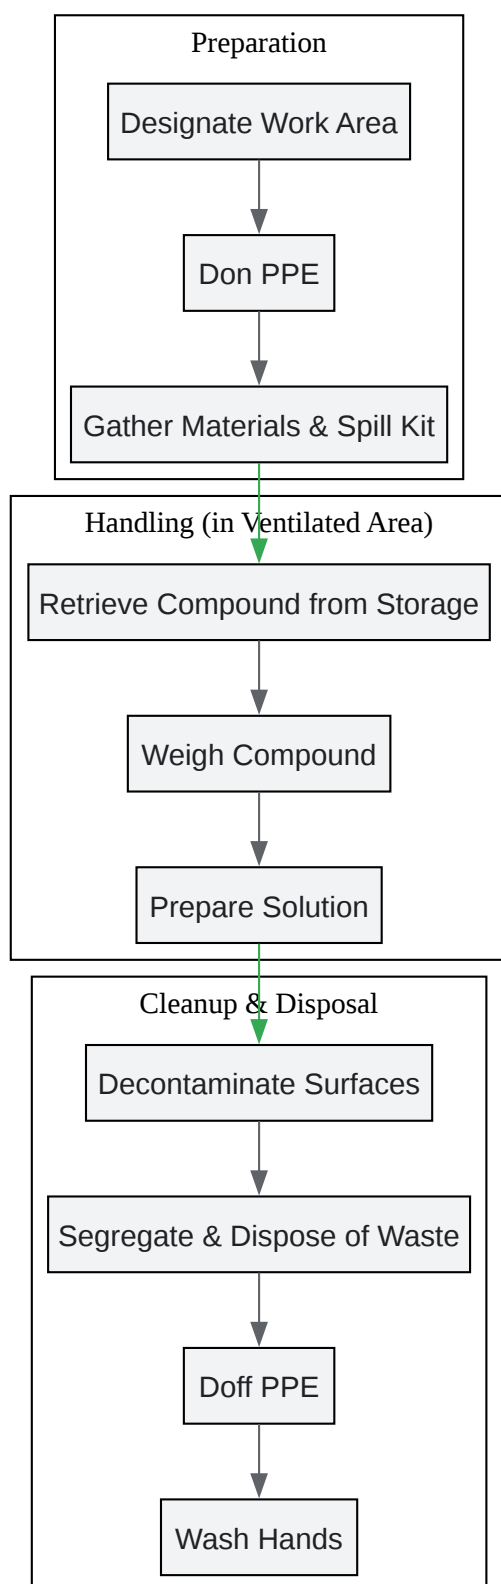 Preparation
Designate Work Area
Don PPE
Gather Materials & Spill Kit
Handling (in Ventilated Area)
Retrieve Compound from Storage
Weigh Compound
Prepare Solution
Cleanup & Disposal
Decontaminate Surfaces
Segregate & Dispose of Waste
Doff PPE
Wash Hands